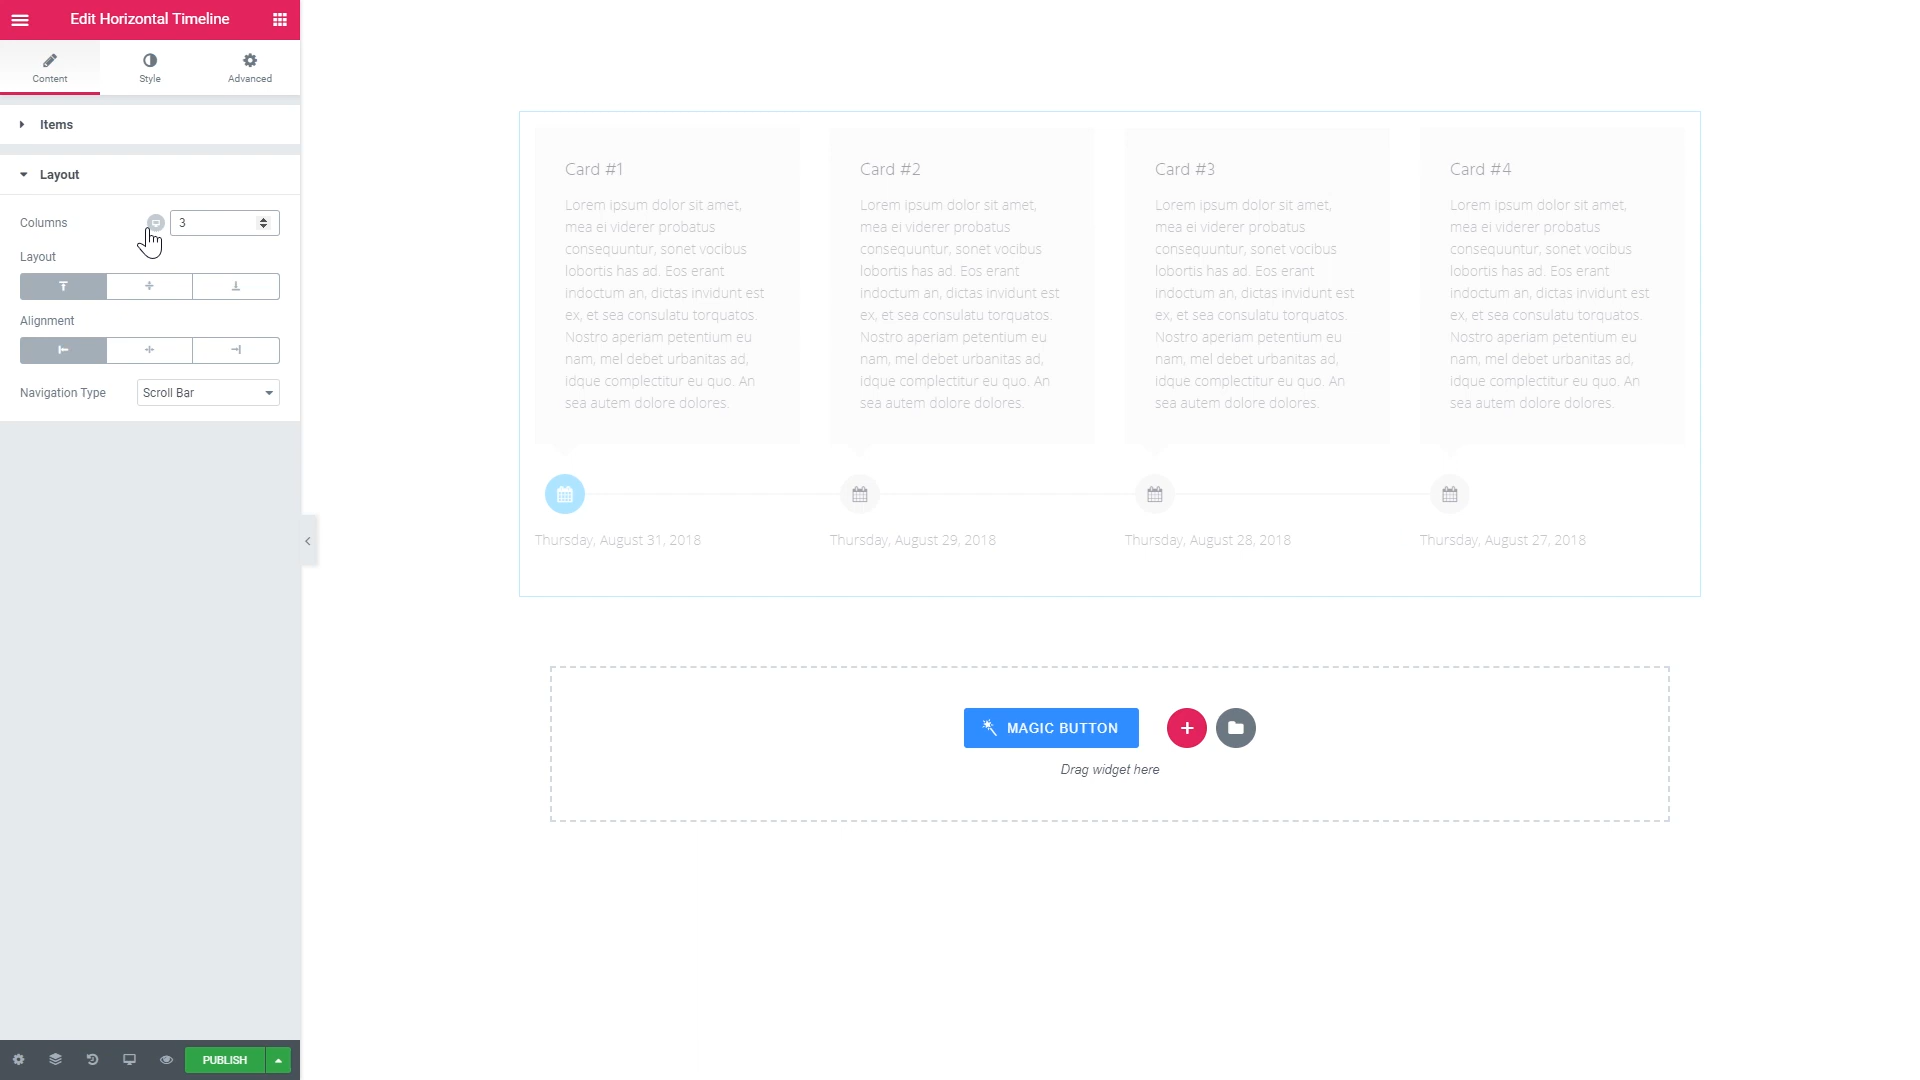 Edit Horizontal Timeline
Content
Style
Advanced
Items
Layout
Columns
3
Layout
Alignment
Navigation Type
Scroll Bar
PUBLISH
Card #1
Lorem ipsum dolor sit amet,
mea ei viderer probatus
consequuntur, sonet vocibus
lobortis has ad. Eos erant
indoctum an, dictas invidunt est
ex, et sea consulatu torquatos.
Nostro aperiam petentium eu
nam, mel debet urbanitas ad,
idque complectitur eu quo. An
sea autem dolore dolores.
Thursday, August 31, 2018
Card #2
Lorem ipsum dolor sit amet,
mea ei viderer probatus
consequuntur, sonet vocibus
lobortis has ad. Eos erant
indoctum an, dictas invidunt est
ex, et sea consulatu torquatos.
Nostro aperiam petentium eu
nam, mel debet urbanitas ad,
idque complectitur eu quo. An
sea autem dolore dolores.
Thursday, August 29, 2018
Card #3
Lorem ipsum dolor sit amet,
mea ei viderer probatus
consequuntur, sonet vocibus
lobortis has ad. Eos erant
indoctum an, dictas invidunt est
ex, et sea consulatu torquatos.
Nostro aperiam petentium eu
nam, mel debet urbanitas ad,
idque complectitur eu quo. An
sea autem dolore dolores.
Thursday, August 28, 2018
Card #4
Lorem ipsum dolor sit amet,
mea ei viderer probatus
consequuntur, sonet vocibus
lobortis has ad. Eos erant
indoctum an, dictas invidunt est
ex, et sea consulatu torquatos.
Nostro aperiam petentium eu
nam, mel debet urbanitas ad,
idque complectitur eu quo. An
sea autem dolore dolores.
Thursday, August 27, 2018
MAGIC BUTTON
Drag widget here